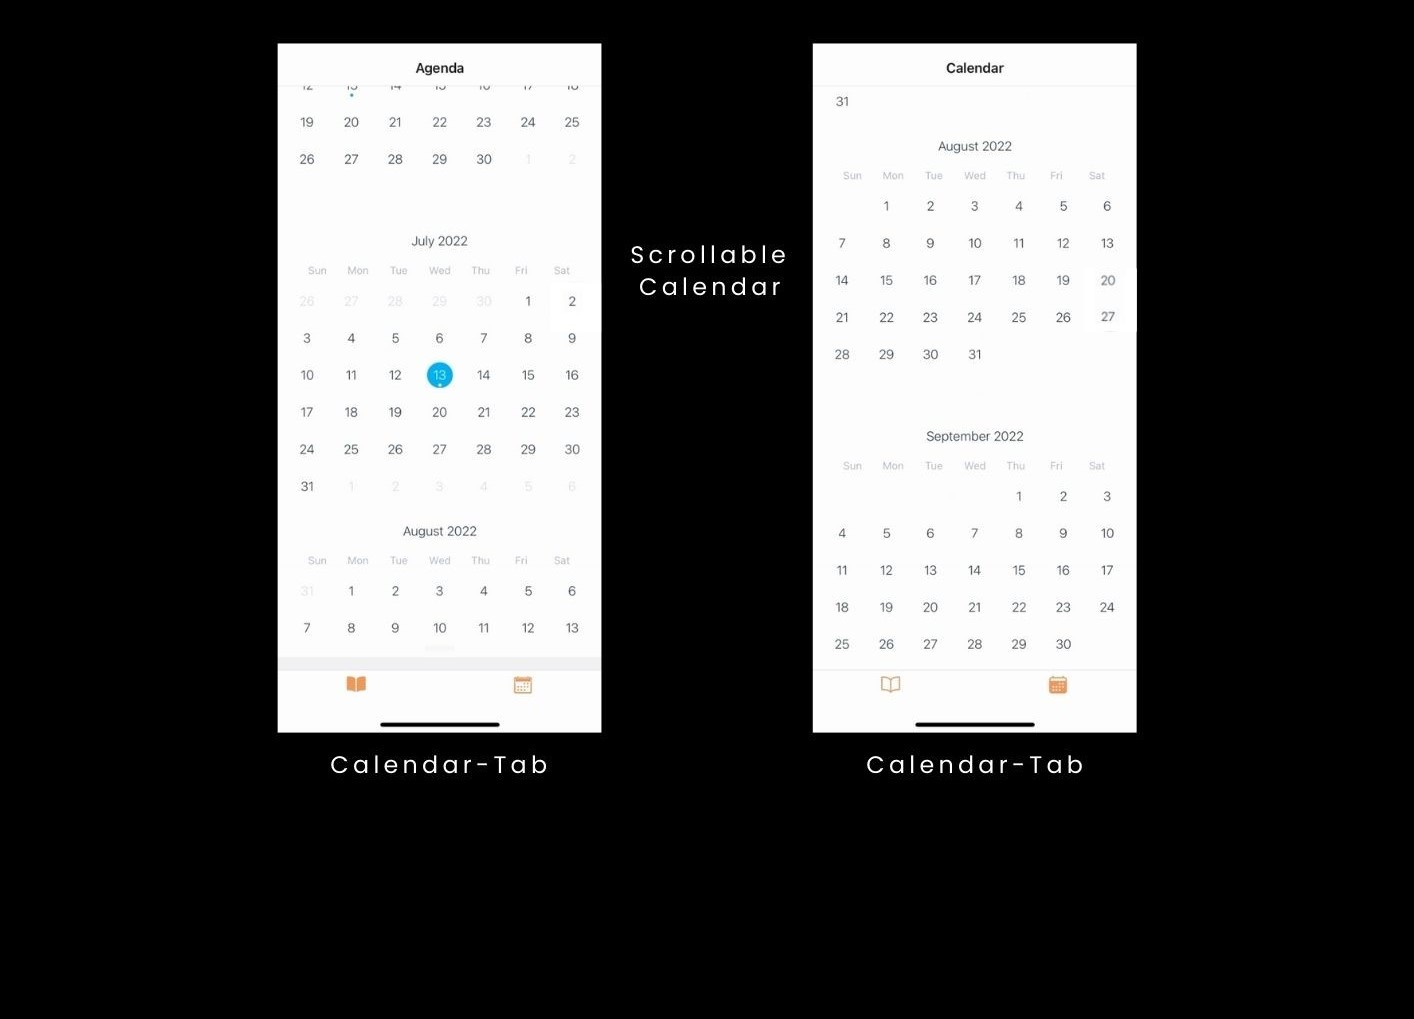 Agenda
19 20 21 22 23 24 25
26 27 28 29 30 1 2
July 2022
Sun Mon Tue Wed Thu Fri Sat
26 27 28 29 30 1 2
3 4 5 6 7 8 9
10 11 12 13 14 15 16
17 18 19 20 21 22 23
24 25 26 27 28 29 30
31 1 2 3 4 5 6
August 2022
Sun Mon Tue Wed Thu Fri Sat
31 1 2 3 4 5 6
7 8 9 10 11 12 13
Calendar-Tab
Scrollable
Calendar
Calendar
31
August 2022
Sun Mon Tue Wed Thu Fri Sat
1 2 3 4 5 6
7 8 9 10 11 12 13
14 15 16 17 18 19 20
21 22 23 24 25 26 27
28 29 30 31
September 2022
Sun Mon Tue Wed Thu Fri Sat
1 2 3
4 5 6 7 8 9 10
11 12 13 14 15 16 17
18 19 20 21 22 23 24
25 26 27 28 29 30
Calendar-Tab